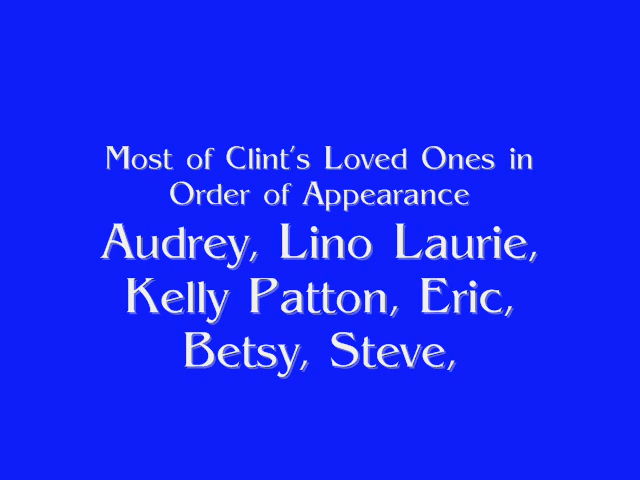 Most of Clint's Loved Ones in
Order of Appearance
Audrey, Lino Laurie,
Kelly Patton, Eric,
Betsy, Steve,